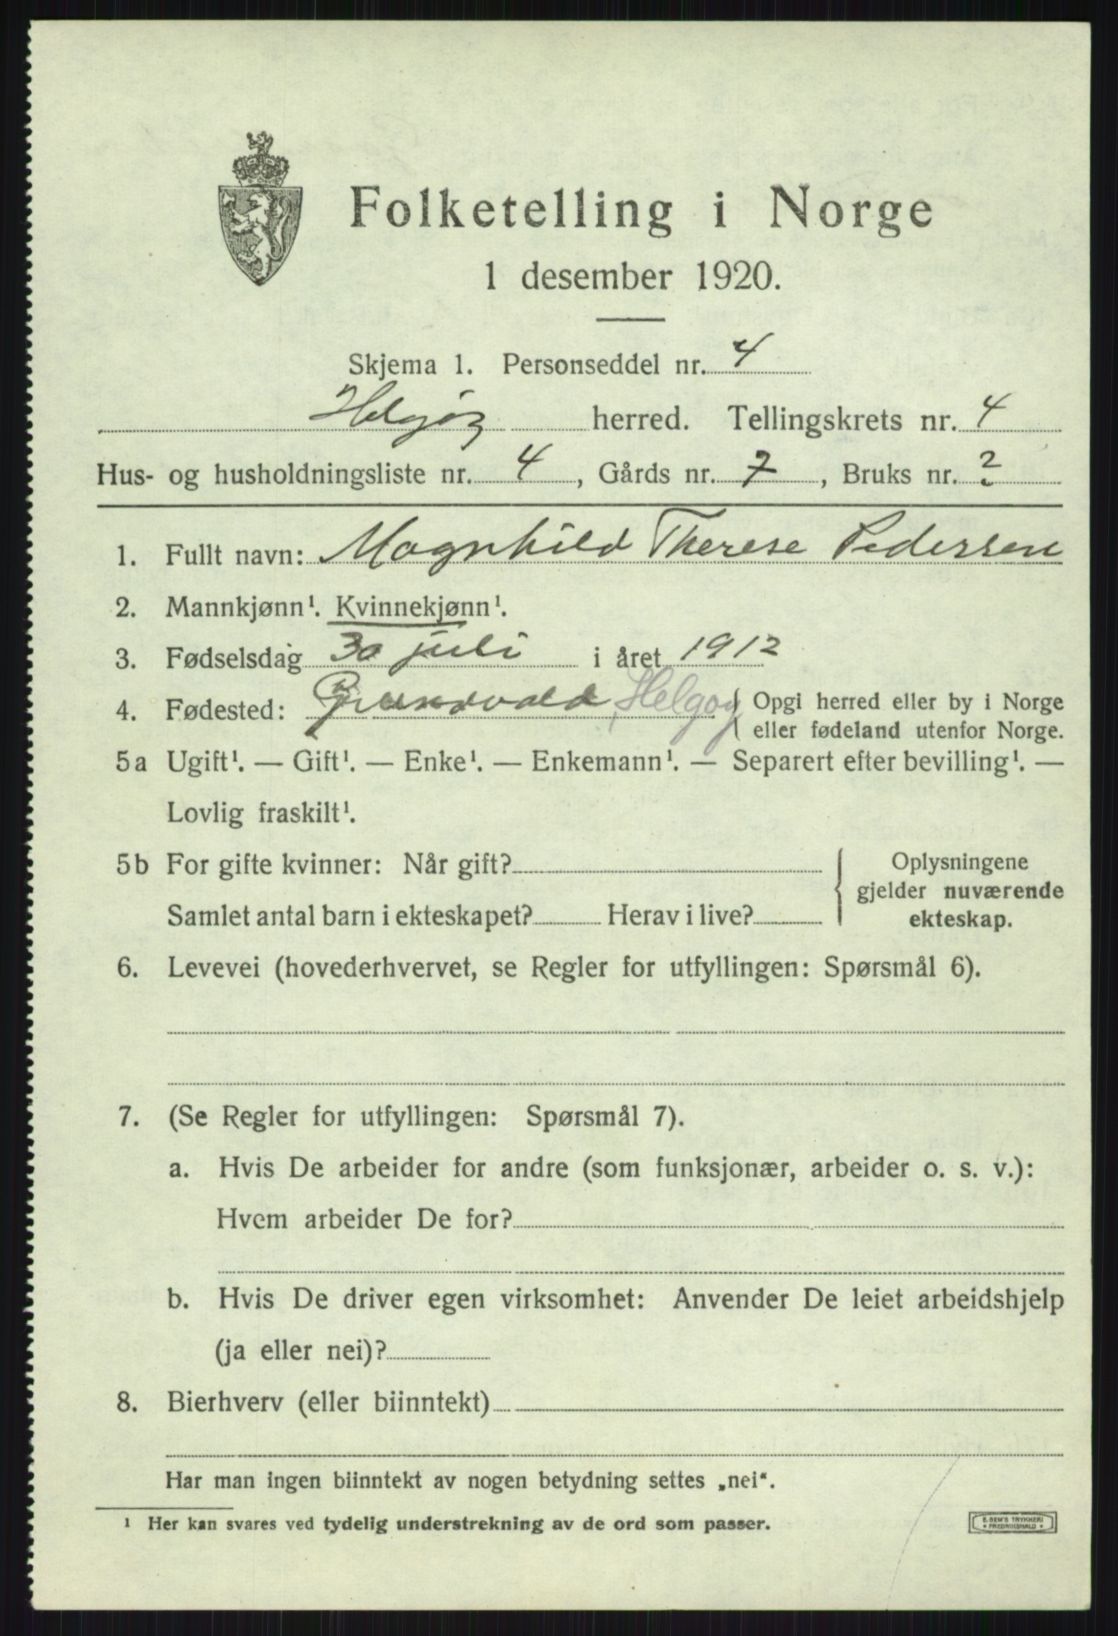 Folketelling i Norge
1 desember 1920.
Skjema 1. Personseddel nr. 4
Helgøy herred. Tellingskrets nr. 4
Hus- og husholdningsliste nr. 4, Gårds nr. 7, Bruks nr. 2
1. Fullt navn: Magnhild Therese Pedersen
2. Mannkjønn¹. Kvinnekjønn¹.
3. Fødselsdag 30 juli i året 1912
4. Fødested: Helgøy { Opgi herred eller by i Norge
eller fødeland utenfor Norge.
5a Ugift¹. — Gift¹. — Enke¹. — Enkemann¹. — Separert efter bevilling¹. —
Lovlig fraskilt¹.
5b For gifte kvinner: Når gift? { Oplysningene
gjelder nuværende
Samlet antal barn i ekteskapet? Herav i live? ekteskap.
6. Levevei (hovederhvervet, se Regler for utfyllingen: Spørsmål 6).
7. (Se Regler for utfyllingen: Spørsmål 7).
a. Hvis De arbeider for andre (som funksjonær, arbeider o. s. v.):
Hvem arbeider De for?
b. Hvis De driver egen virksomhet: Anvender De leiet arbeidshjelp
(ja eller nei)?
8. Bierhverv (eller biinntekt)
Har man ingen biinntekt av nogen betydning settes „nei“.
¹ Her kan svares ved tydelig understrekning av de ord som passer.
E. SEM'S TRYKKERI
FREDRIKSHALD